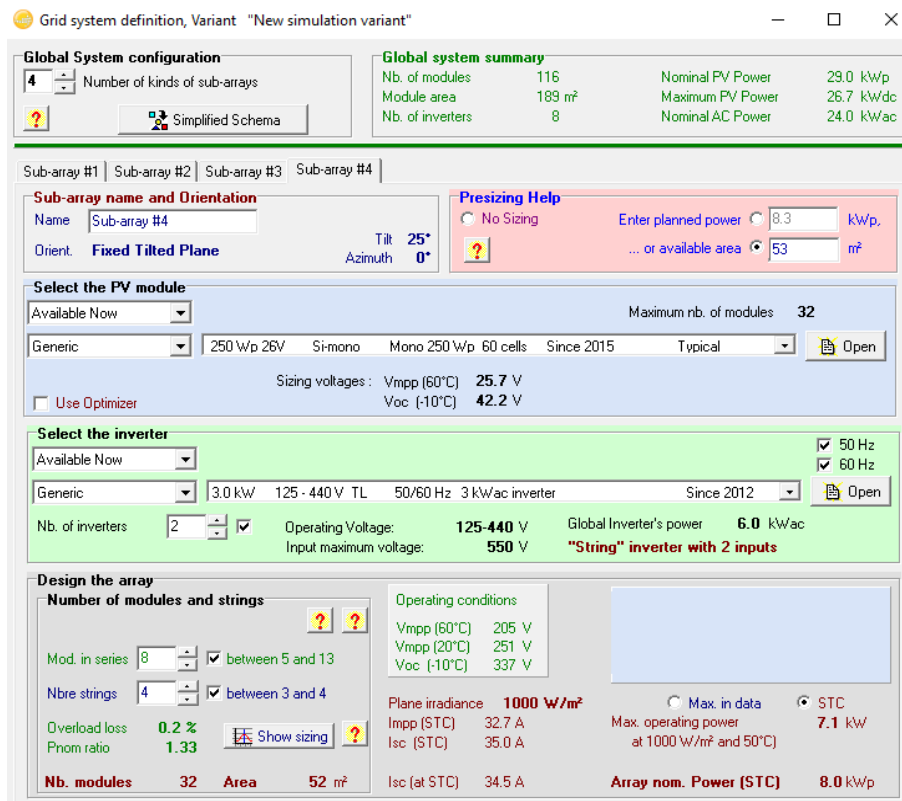 Grid system definition, Variant "New simulation variant"
Global System configuration
4 Number of kinds of sub-arrays
? Simplified Schema
Global system summary
Nb. of modules 116 Nominal PV Power 29.0 kWp
Module area 189 m² Maximum PV Power 26.7 kWdc
Nb. of inverters 8 Nominal AC Power 24.0 kWac
Sub-array #1 Sub-array #2 Sub-array #3 Sub-array #4
Sub-array name and Orientation
Name Sub-array #4
Orient. Fixed Tilted Plane
Tilt 25°
Azimuth 0°
Presizing Help
No Sizing Enter planned power 8.3 kWp,
? ... or available area 53 m²
Select the PV module
Available Now Maximum nb. of modules 32
Generic 250 Wp 26V Si-mono Mono 250 Wp 60 cells Since 2015 Typical Open
Sizing voltages : Vmpp (60°C) 25.7 V
Use Optimizer Voc (-10°C) 42.2 V
Select the inverter
Available Now 50 Hz
60 Hz
Generic 3.0 kW 125 - 440 V TL 50/60 Hz 3 kWac inverter Since 2012 Open
Nb. of inverters 2 Operating Voltage: 125-440 V Global Inverter's power 6.0 kWac
Input maximum voltage: 550 V "String" inverter with 2 inputs
Design the array
Number of modules and strings
? ?
Mod. in series 8 between 5 and 13
Nbre strings 4 between 3 and 4
Overload loss 0.2 %
Pnom ratio 1.33
Show sizing ?
Nb. modules 32 Area 52 m²
Operating conditions
Vmpp (60°C) 205 V
Vmpp (20°C) 251 V
Voc (-10°C) 337 V
Plane irradiance 1000 W/m²
Impp (STC) 32.7 A
Isc (STC) 35.0 A
Isc (at STC) 34.5 A
Max. in data STC
Max. operating power 7.1 kW
at 1000 W/m² and 50°C)
Array nom. Power (STC) 8.0 kWp